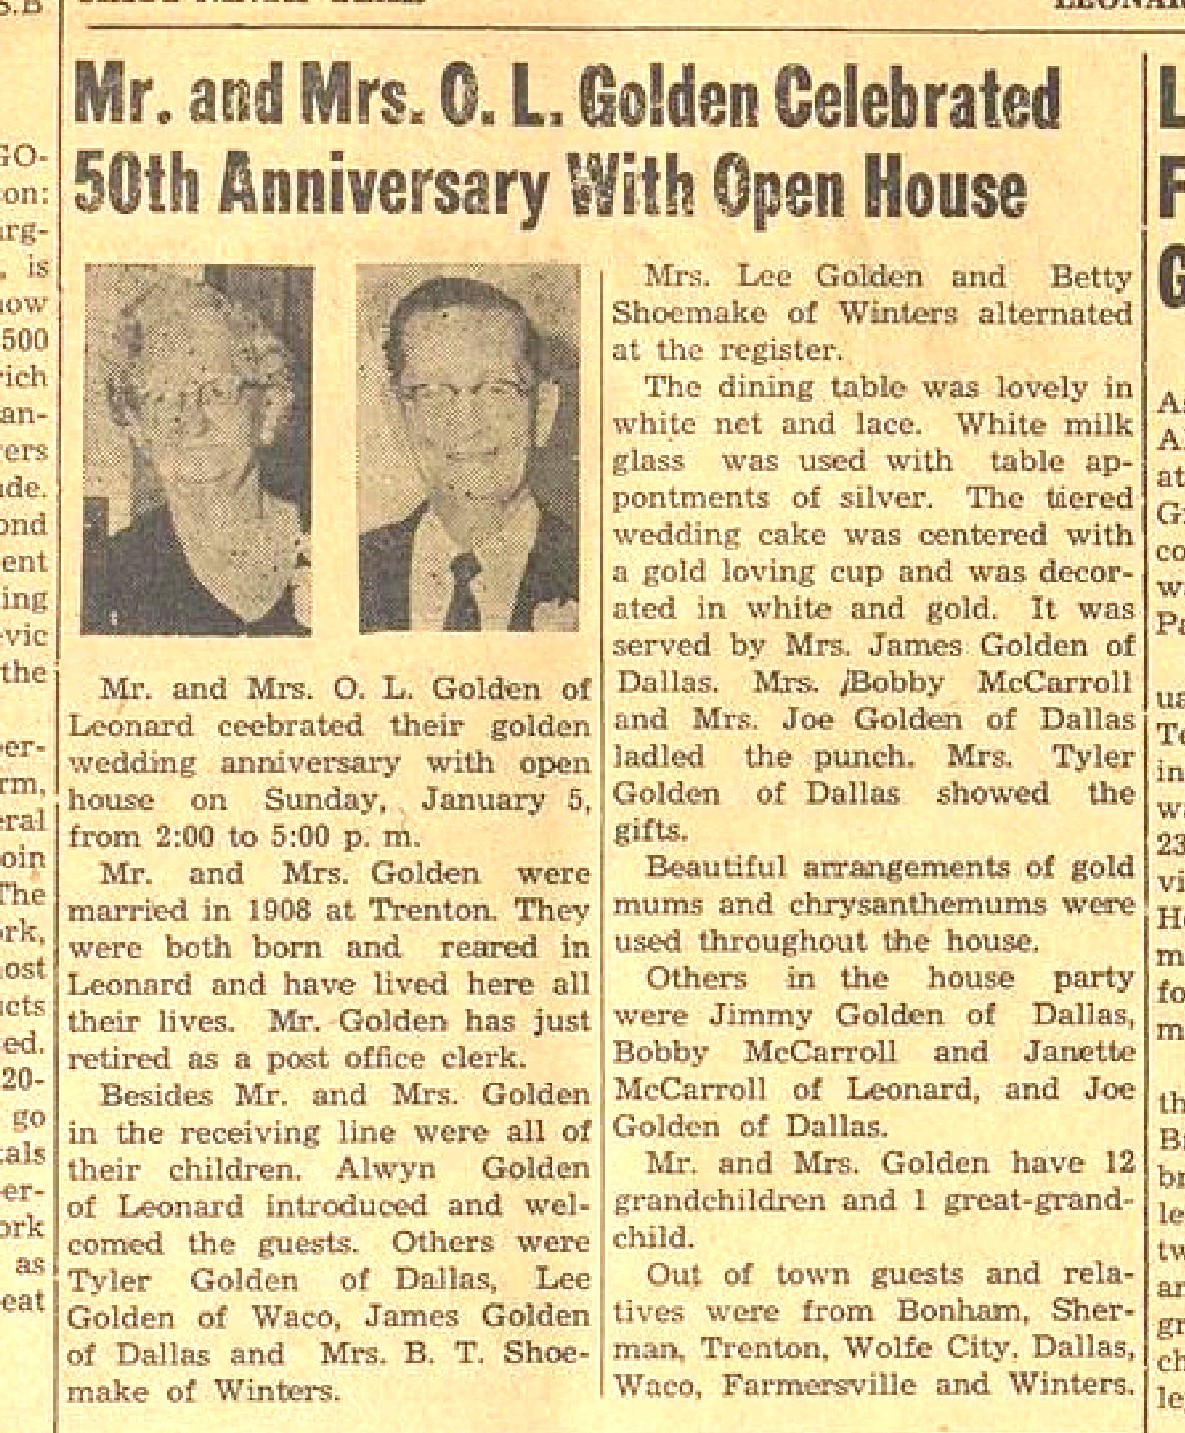 Mr. and Mrs. O. L. Golden Celebrated
50th Anniversary With Open House
Mr. and Mrs. O. L. Golden of
Leonard ceebrated their golden
wedding anniversary with open
house on Sunday, January 5,
from 2:00 to 5:00 p. m.
Mr. and Mrs. Golden were
married in 1908 at Trenton. They
were both born and reared in
Leonard and have lived here all
their lives. Mr. Golden has just
retired as a post office clerk.
Besides Mr. and Mrs. Golden
in the receiving line were all of
their children. Alwyn Golden
of Leonard introduced and wel-
comed the guests. Others were
Tyler Golden of Dallas, Lee
Golden of Waco, James Golden
of Dallas and Mrs. B. T. Shoe-
make of Winters.
Mrs. Lee Golden and Betty
Shoemake of Winters alternated
at the register.
The dining table was lovely in
white net and lace. White milk
glass was used with table ap-
pontments of silver. The tiered
wedding cake was centered with
a gold loving cup and was decor-
ated in white and gold. It was
served by Mrs. James Golden of
Dallas. Mrs. Bobby McCarroll
and Mrs. Joe Golden of Dallas
ladled the punch. Mrs. Tyler
Golden of Dallas showed the
gifts.
Beautiful arrangements of gold
mums and chrysanthemums were
used throughout the house.
Others in the house party
were Jimmy Golden of Dallas,
Bobby McCarroll and Janette
McCarroll of Leonard, and Joe
Golden of Dallas.
Mr. and Mrs. Golden have 12
grandchildren and 1 great-grand-
child.
Out of town guests and rela-
tives were from Bonham, Sher-
man, Trenton, Wolfe City, Dallas,
Waco, Farmersville and Winters.